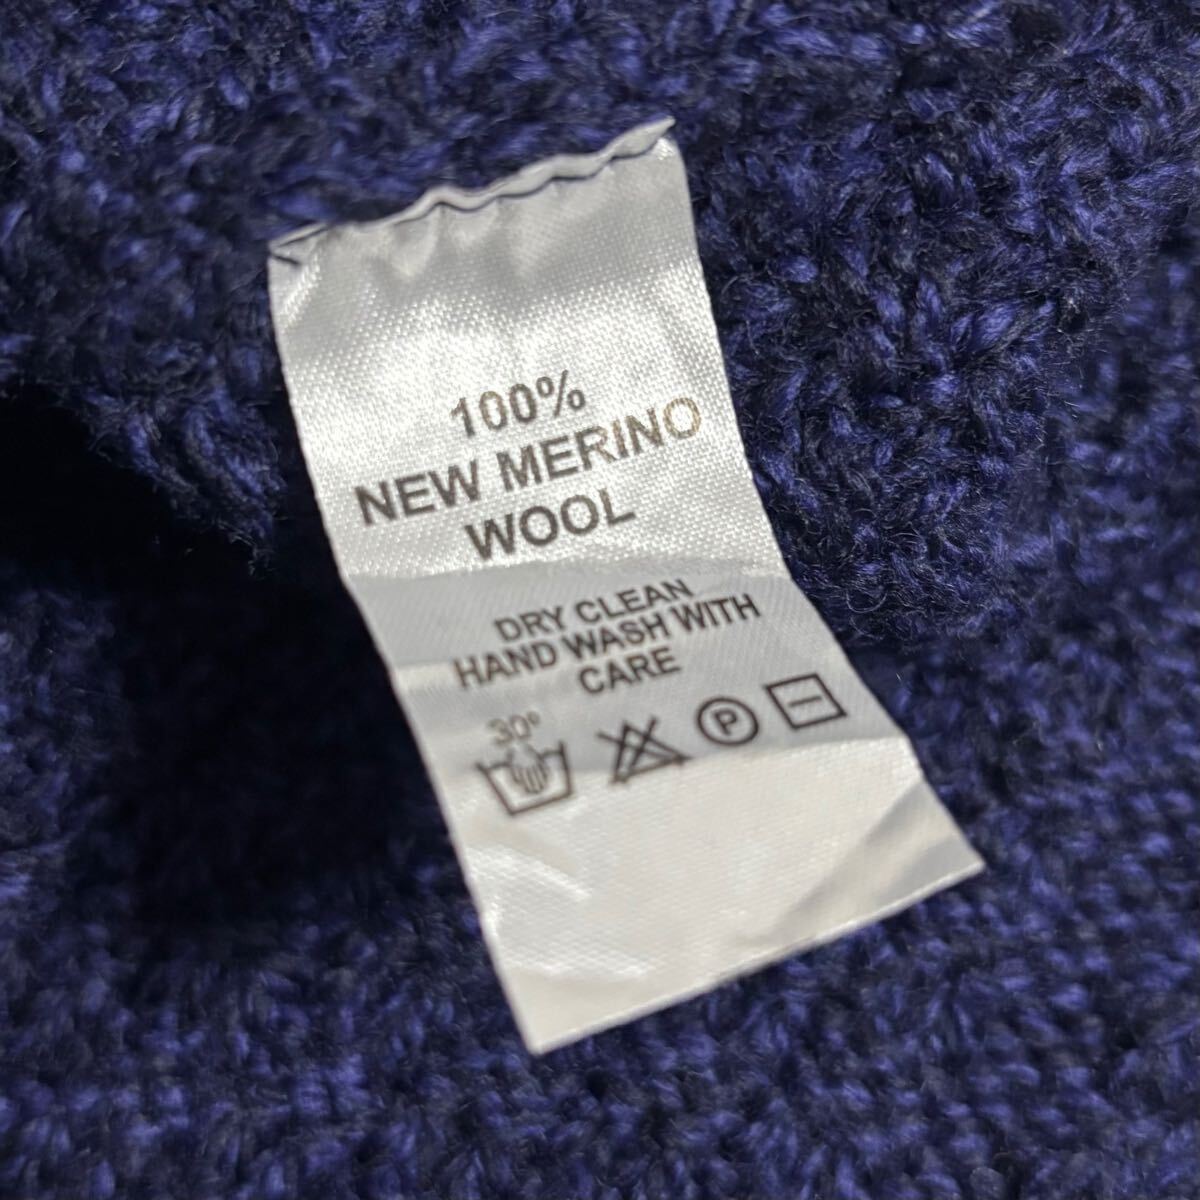 100%
NEW MERINO
WOOL
DRY CLEAN
HAND WASH WITH
CARE
30°
P